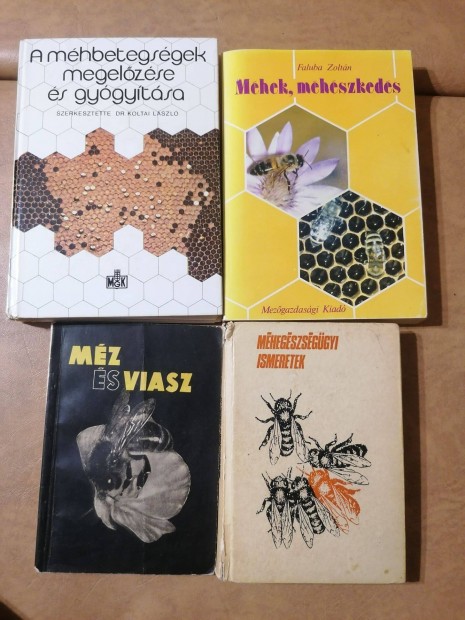 A méhbetegségek
megelőzése
és gyógyítása
SZERKESZTETTE DR. KOLTAI LÁSZLÓ
MGK
Faluba Zoltán
Méhek, méhészkedés
Mezőgazdasági Kiadó
MÉZ
ÉS VIASZ
MÉHEGÉSZSÉGÜGYI
ISMERETEK